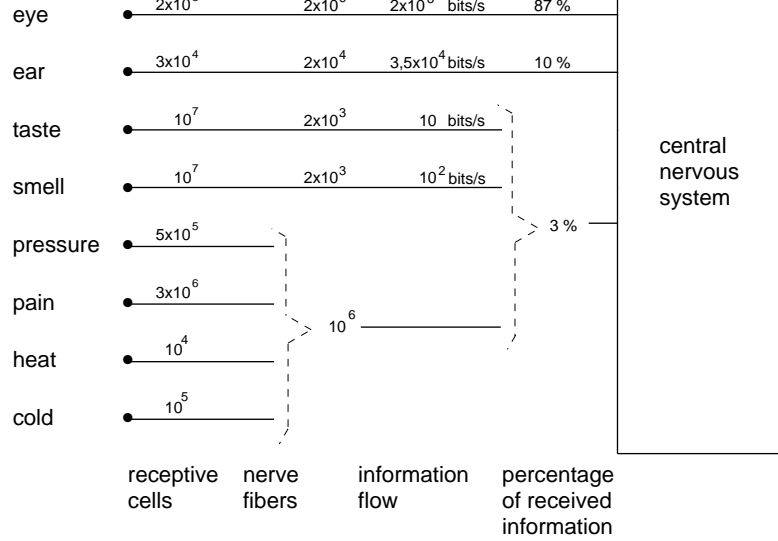 eye 2x10 2x10 2x10 bits/s 87 %
ear 3x10⁴ 2x10⁴ 3,5x10⁴ bits/s 10 %
taste 10⁷ 2x10³ 10 bits/s
smell 10⁷ 2x10³ 10² bits/s
central
nervous
system
pressure 5x10⁵
3 %
pain 3x10⁶
10⁶
heat 10⁴
cold 10⁵
receptive
cells
nerve
fibers
information
flow
percentage
of received
information